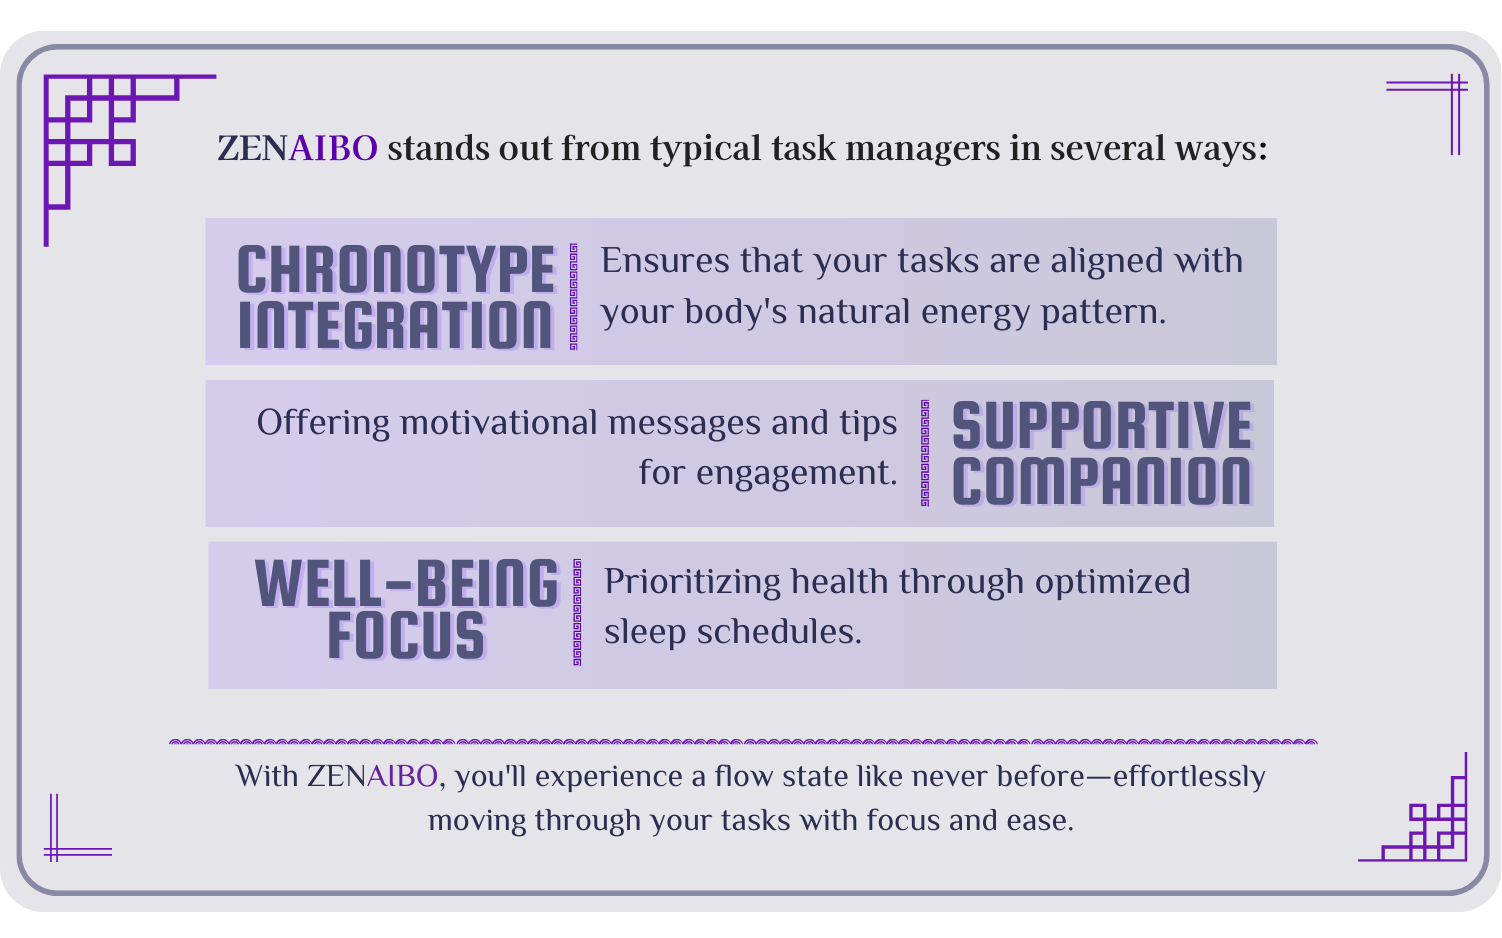 ZENAIBO stands out from typical task managers in several ways:
CHRONOTYPE
INTEGRATION
Ensures that your tasks are aligned with
your body's natural energy pattern.
Offering motivational messages and tips
for engagement.
SUPPORTIVE
COMPANION
WELL-BEING
FOCUS
Prioritizing health through optimized
sleep schedules.
With ZENAIBO, you'll experience a flow state like never before—effortlessly
moving through your tasks with focus and ease.